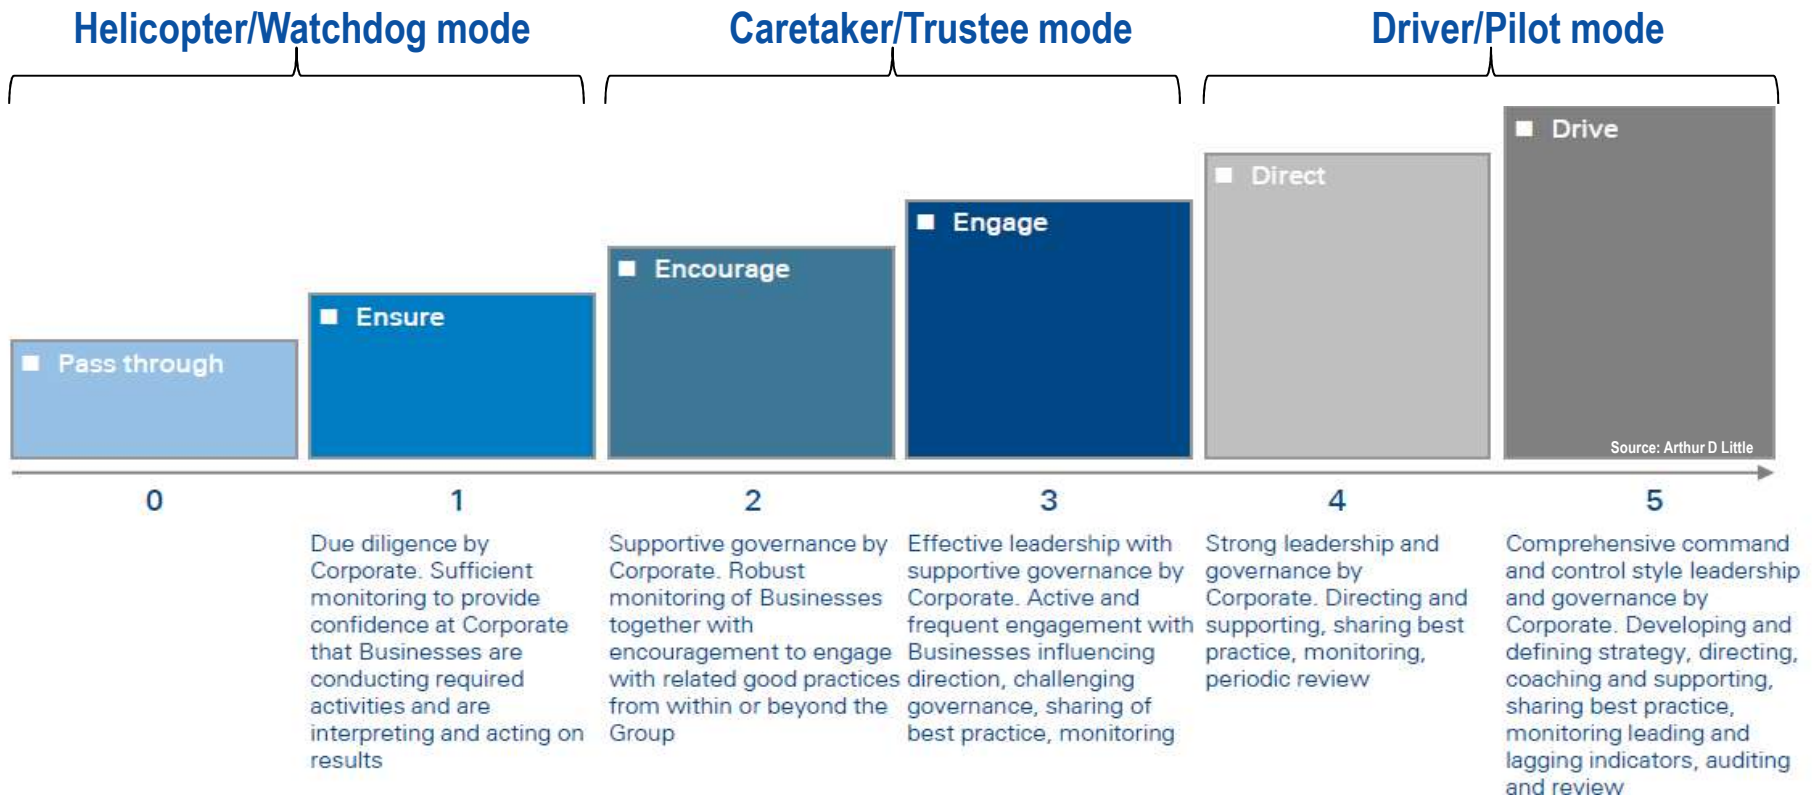 Helicopter/Watchdog mode
Caretaker/Trustee mode
Driver/Pilot mode
Pass through
Ensure
Encourage
Engage
Direct
Drive
Source: Arthur D Little
0
1
2
3
4
5
Due diligence by
Corporate. Sufficient
monitoring to provide
confidence at Corporate
that Businesses are
conducting required
activities and are
interpreting and acting on
results
Supportive governance by
Corporate. Robust
monitoring of Businesses
together with
encouragement to engage
with related good practices
from within or beyond the
Group
Effective leadership with
supportive governance by
Corporate. Active and
frequent engagement with
Businesses influencing
direction, challenging
governance, sharing of
best practice, monitoring
Strong leadership and
governance by
Corporate. Directing and
supporting, sharing best
practice, monitoring,
periodic review
Comprehensive command
and control style leadership
and governance by
Corporate. Developing and
defining strategy, directing,
coaching and supporting,
sharing best practice,
monitoring leading and
lagging indicators, auditing
and review